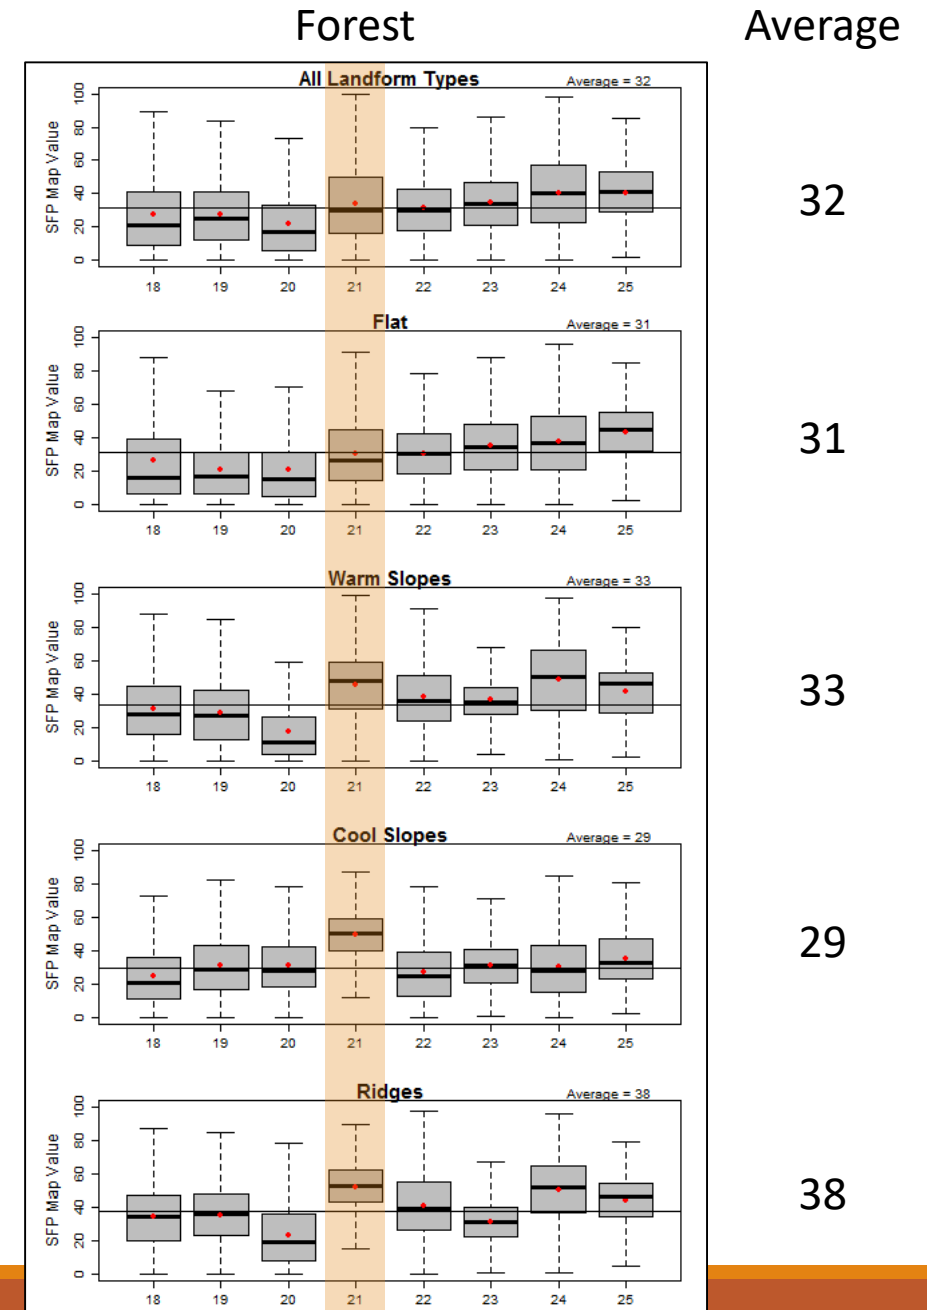 Forest Average
All Landform Types Average = 32
SFP Map Value
0 20 40 60 80 100
18 19 20 21 22 23 24 25
32
Flat Average = 31
SFP Map Value
0 20 40 60 80 100
18 19 20 21 22 23 24 25
31
Warm Slopes Average = 33
SFP Map Value
0 20 40 60 80 100
18 19 20 21 22 23 24 25
33
Cool Slopes Average = 29
SFP Map Value
0 20 40 60 80 100
18 19 20 21 22 23 24 25
29
Ridges Average = 38
SFP Map Value
0 20 40 60 80 100
18 19 20 21 22 23 24 25
38